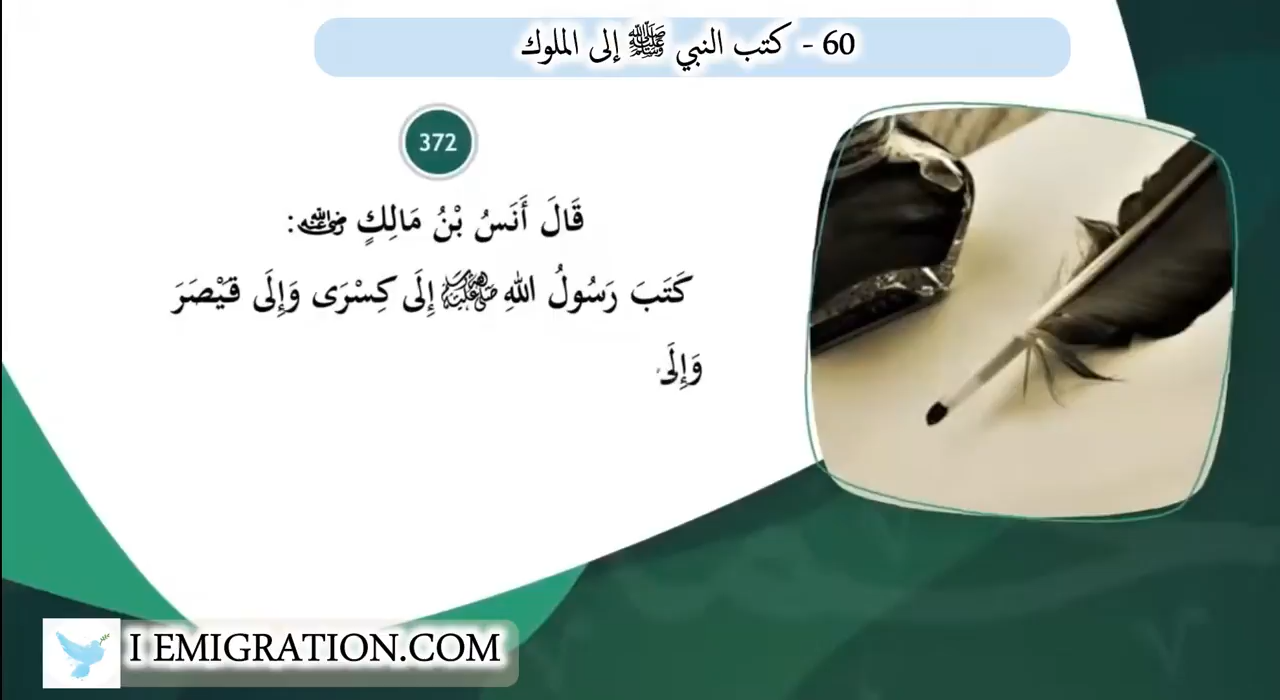 60 - كتب النبي ﷺ إلى الملوك
372
قَالَ أَنَسُ بْنُ مَالِكٍ رضي الله عنه:
كَتَبَ رَسُولُ اللهِ ﷺ إِلَى كِسْرَى وَإِلَى قَيْصَرَ
وَإِلَى
I EMIGRATION.COM